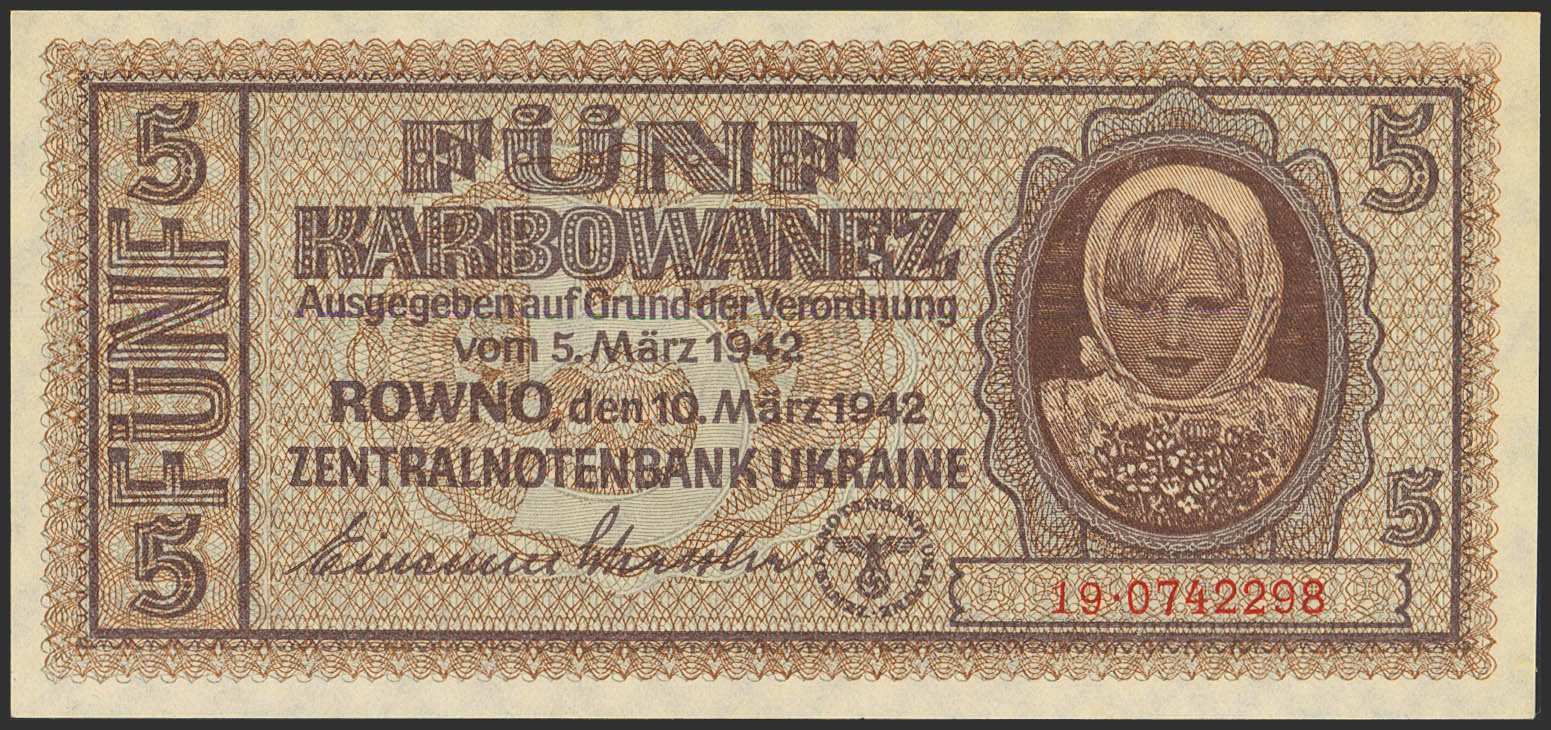 5
FÜNF
5
FÜNF
KARBOWANEZ
Ausgegeben auf Grund der Verordnung
vom 5. März 1942
ROWNO, den 10. März 1942
ZENTRALNOTENBANK UKRAINE
5
5
19·0742298